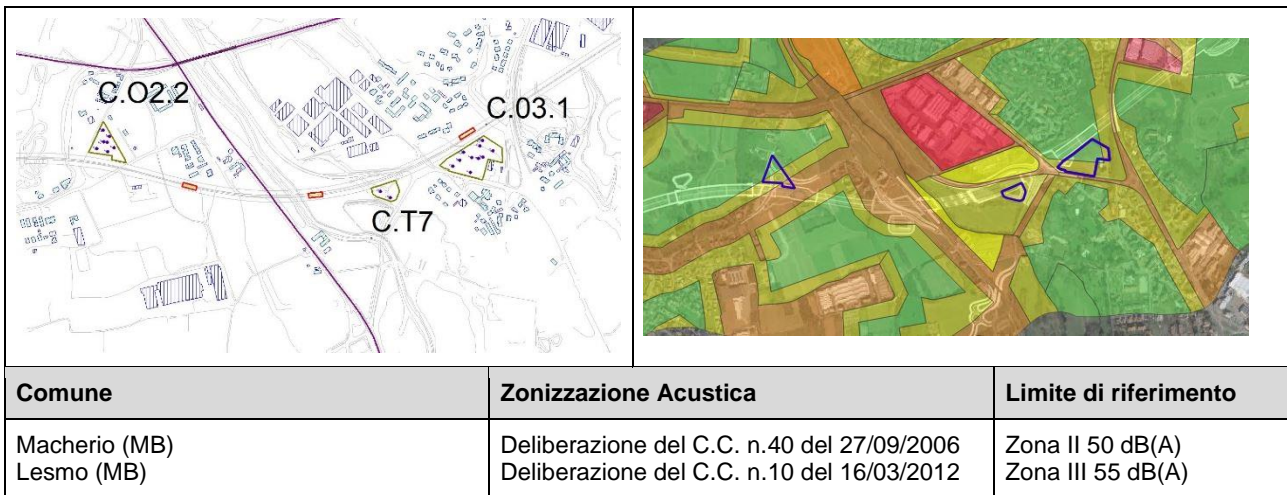 C.O2.2
C.03.1
C.T7
Comune Zonizzazione Acustica Limite di riferimento
Macherio (MB) Deliberazione del C.C. n.40 del 27/09/2006 Zona II 50 dB(A)
Lesmo (MB) Deliberazione del C.C. n.10 del 16/03/2012 Zona III 55 dB(A)